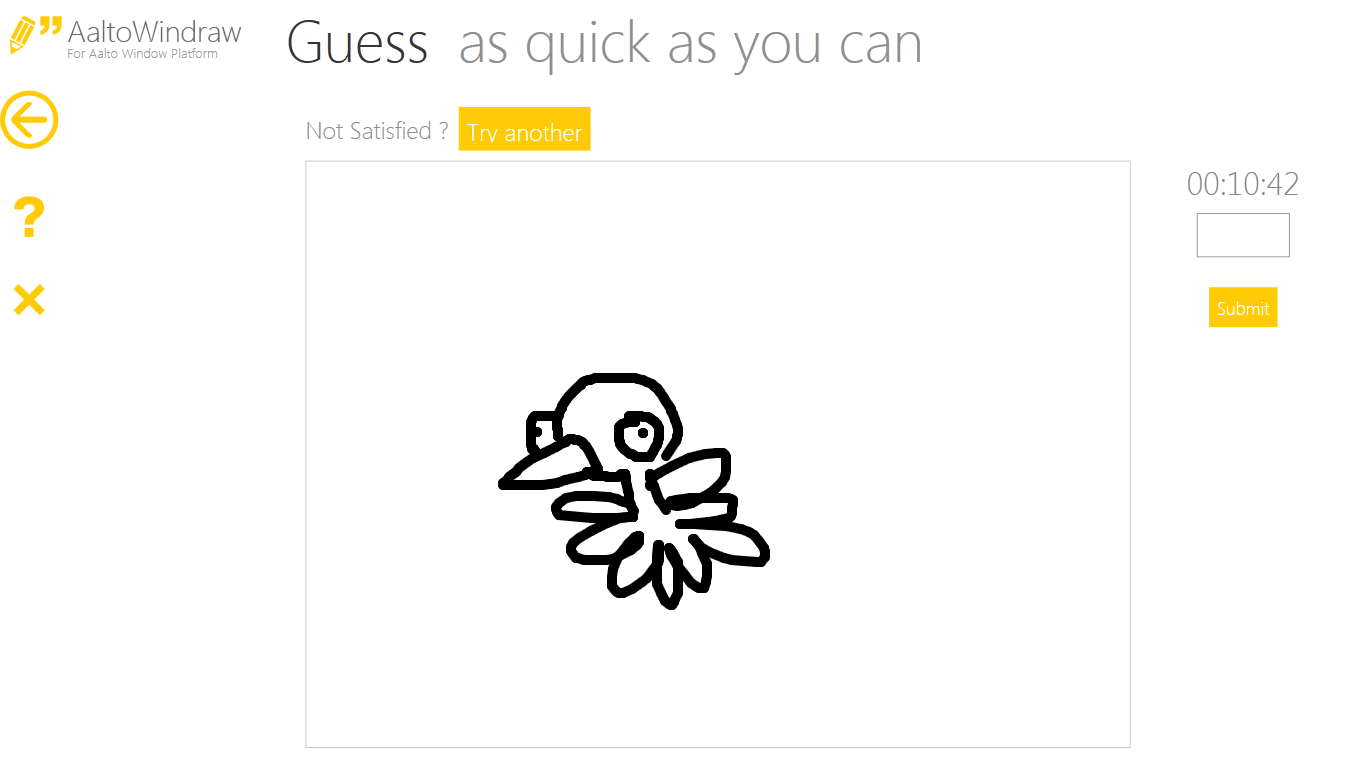 AaltoWindraw
For Aalto Window Platform
Guess as quick as you can
Not Satisfied ? Try another
00:10:42
Submit